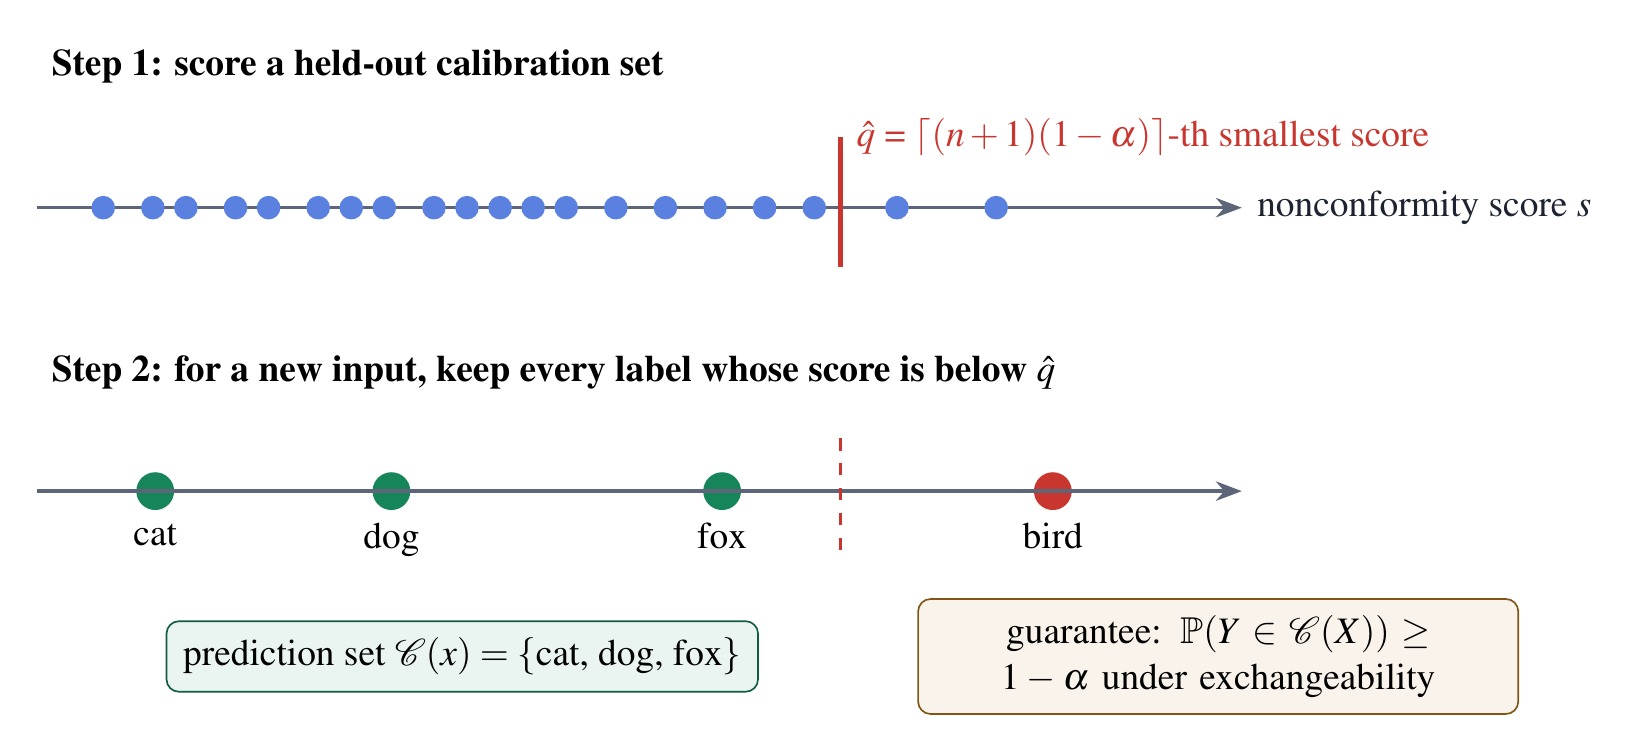 Step 1: score a held-out calibration set
q̂ = ⌈(n + 1)(1 − α)⌉-th smallest score
nonconformity score s
Step 2: for a new input, keep every label whose score is below q̂
cat
dog
fox
bird
prediction set 𝒞(x) = {cat, dog, fox}
guarantee: ℙ(Y ∈ 𝒞(X)) ≥
1 − α under exchangeability